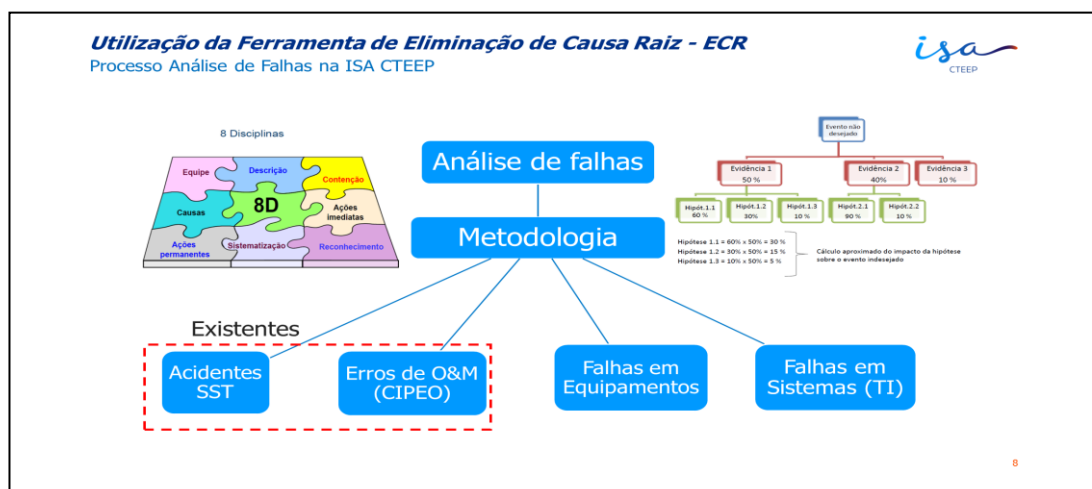 Utilização da Ferramenta de Eliminação de Causa Raiz - ECR
Processo Análise de Falhas na ISA CTEEP
isa
CTEEP
8 Disciplinas
Equipe
Descrição
Contenção
Causas
8D
Ações
imediatas
Ações
permanentes
Sistematização
Reconhecimento
Análise de falhas
Metodologia
Evento não
desejado
Evidência 1
50 %
Evidência 2
40%
Evidência 3
10 %
Hipót.1.1
60 %
Hipót.1.2
30%
Hipót.1.3
10 %
Hipót.2.1
90 %
Hipót.2.2
10 %
Hipótese 1.1 = 60% x 50% = 30 %
Hipótese 1.2 = 30% x 50% = 15 %
Hipótese 1.3 = 10% x 50% = 5 %
Cálculo aproximado do impacto da hipótese
sobre o evento indesejado
Existentes
Acidentes
SST
Erros de O&M
(CIPEO)
Falhas em
Equipamentos
Falhas em
Sistemas (TI)
8